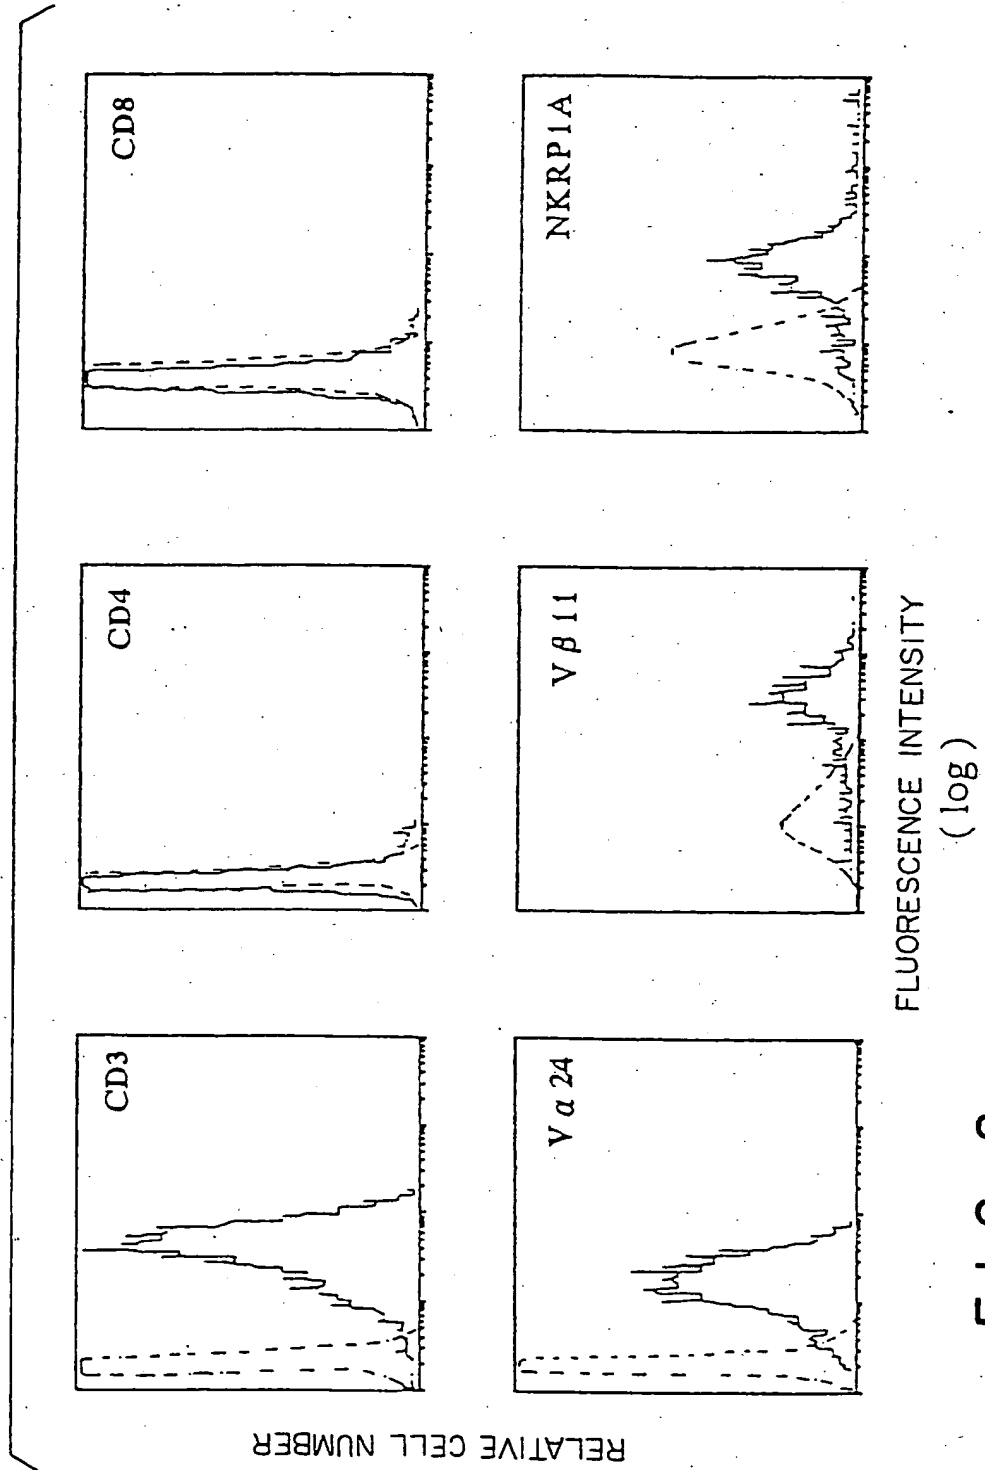 CD3
CD4
CD8
Vα24
Vβ11
NKRP1A
RELATIVE CELL NUMBER
FLUORESCENCE INTENSITY
(log)